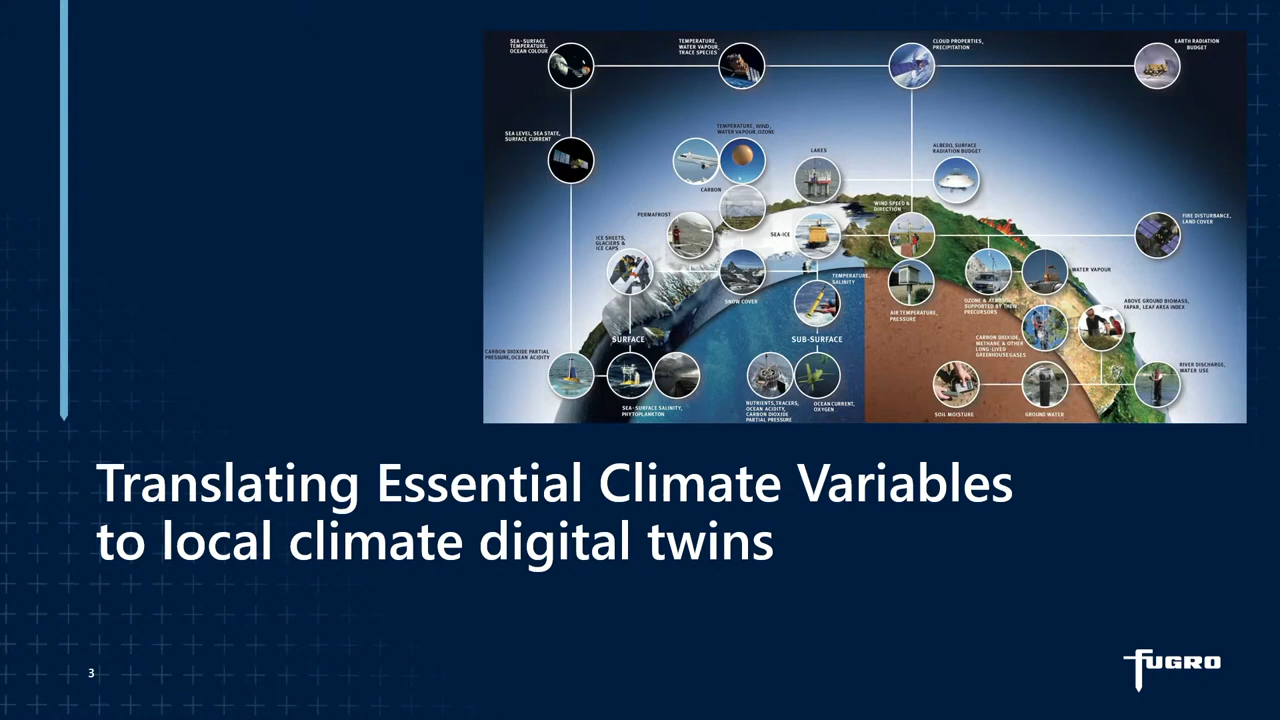 SEA-SURFACE
TEMPERATURE,
OCEAN COLOUR
TEMPERATURE,
WATER VAPOUR,
TRACE SPECIES
CLOUD PROPERTIES,
PRECIPITATION
EARTH RADIATION
BUDGET
SEA LEVEL, SEA STATE,
SURFACE CURRENT
TEMPERATURE, WIND,
WATER VAPOUR, OZONE
LAKES
ALBEDO, SURFACE
RADIATION BUDGET
CARBON
PERMAFROST
WIND SPEED &
DIRECTION
FIRE DISTURBANCE,
LAND COVER
ICE SHEETS,
GLACIERS &
ICE CAPS
SEA-ICE
SNOW COVER
TEMPERATURE,
SALINITY
WATER VAPOUR
AIR TEMPERATURE,
PRESSURE
OZONE & AEROSOL
SUPPORTED BY THEIR
PRECURSORS
ABOVE GROUND BIOMASS,
FAPAR, LEAF AREA INDEX
SURFACE
SUB-SURFACE
CARBON DIOXIDE,
METHANE & OTHER
LONG-LIVED
GREENHOUSE GASES
CARBON DIOXIDE PARTIAL
PRESSURE, OCEAN ACIDITY
RIVER DISCHARGE,
WATER USE
SEA-SURFACE SALINITY,
PHYTOPLANKTON
NUTRIENTS, TRACERS,
OCEAN ACIDITY,
CARBON DIOXIDE
PARTIAL PRESSURE
OCEAN CURRENT,
OXYGEN
SOIL MOISTURE
GROUND WATER
Translating Essential Climate Variables
to local climate digital twins
3
FUGRO